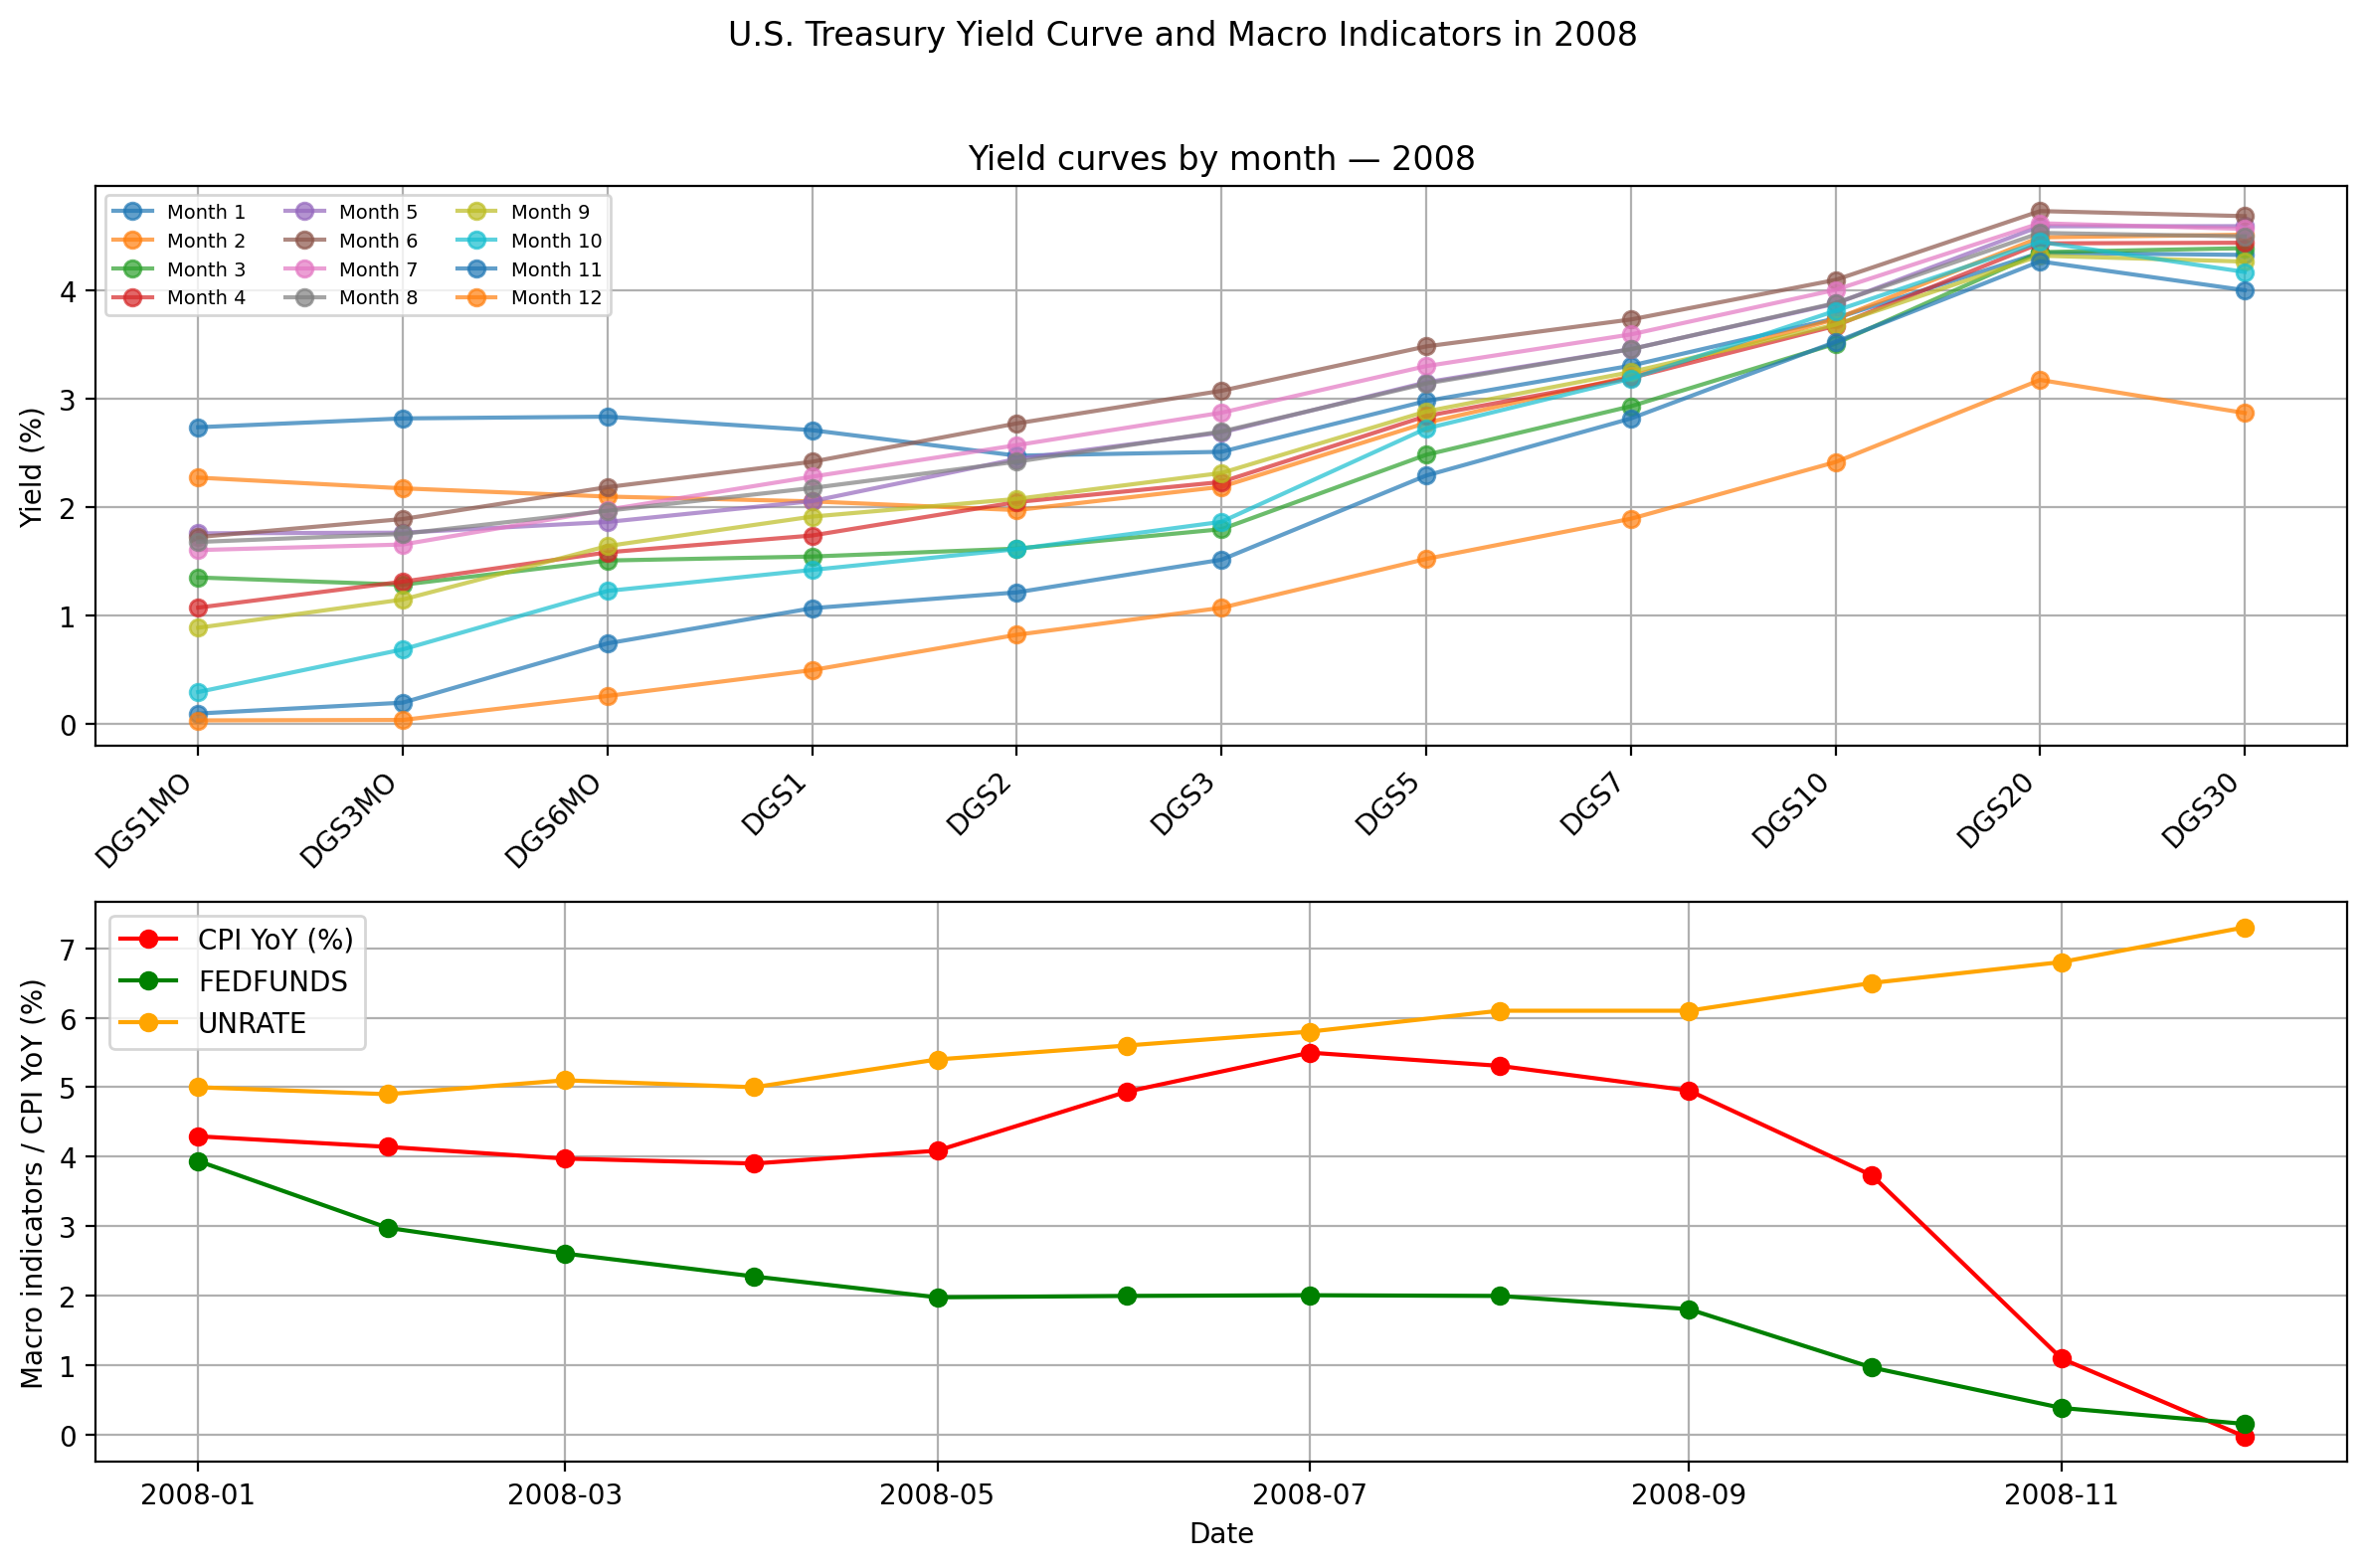 U.S. Treasury Yield Curve and Macro Indicators in 2008
Yield curves by month — 2008
Month 1
Month 2
Month 3
Month 4
Month 5
Month 6
Month 7
Month 8
Month 9
Month 10
Month 11
Month 12
Yield (%)
4
3
2
1
0
DGS1MO
DGS3MO
DGS6MO
DGS1
DGS2
DGS3
DGS5
DGS7
DGS10
DGS20
DGS30
CPI YoY (%)
FEDFUNDS
UNRATE
Macro indicators / CPI YoY (%)
7
6
5
4
3
2
1
0
2008-01
2008-03
2008-05
2008-07
2008-09
2008-11
Date